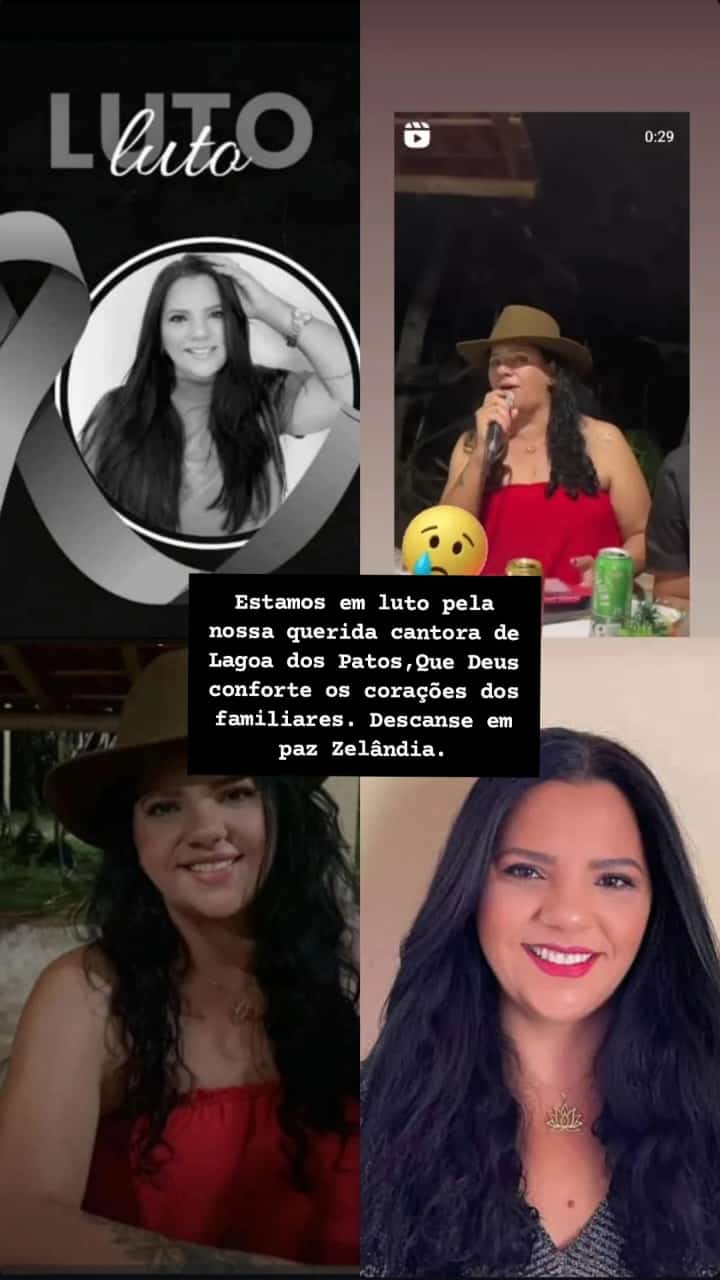 LUTO
luto
0:29
Estamos em luto pela
nossa querida cantora de
Lagoa dos Patos,Que Deus
conforte os corações dos
familiares. Descanse em
paz Zelândia.